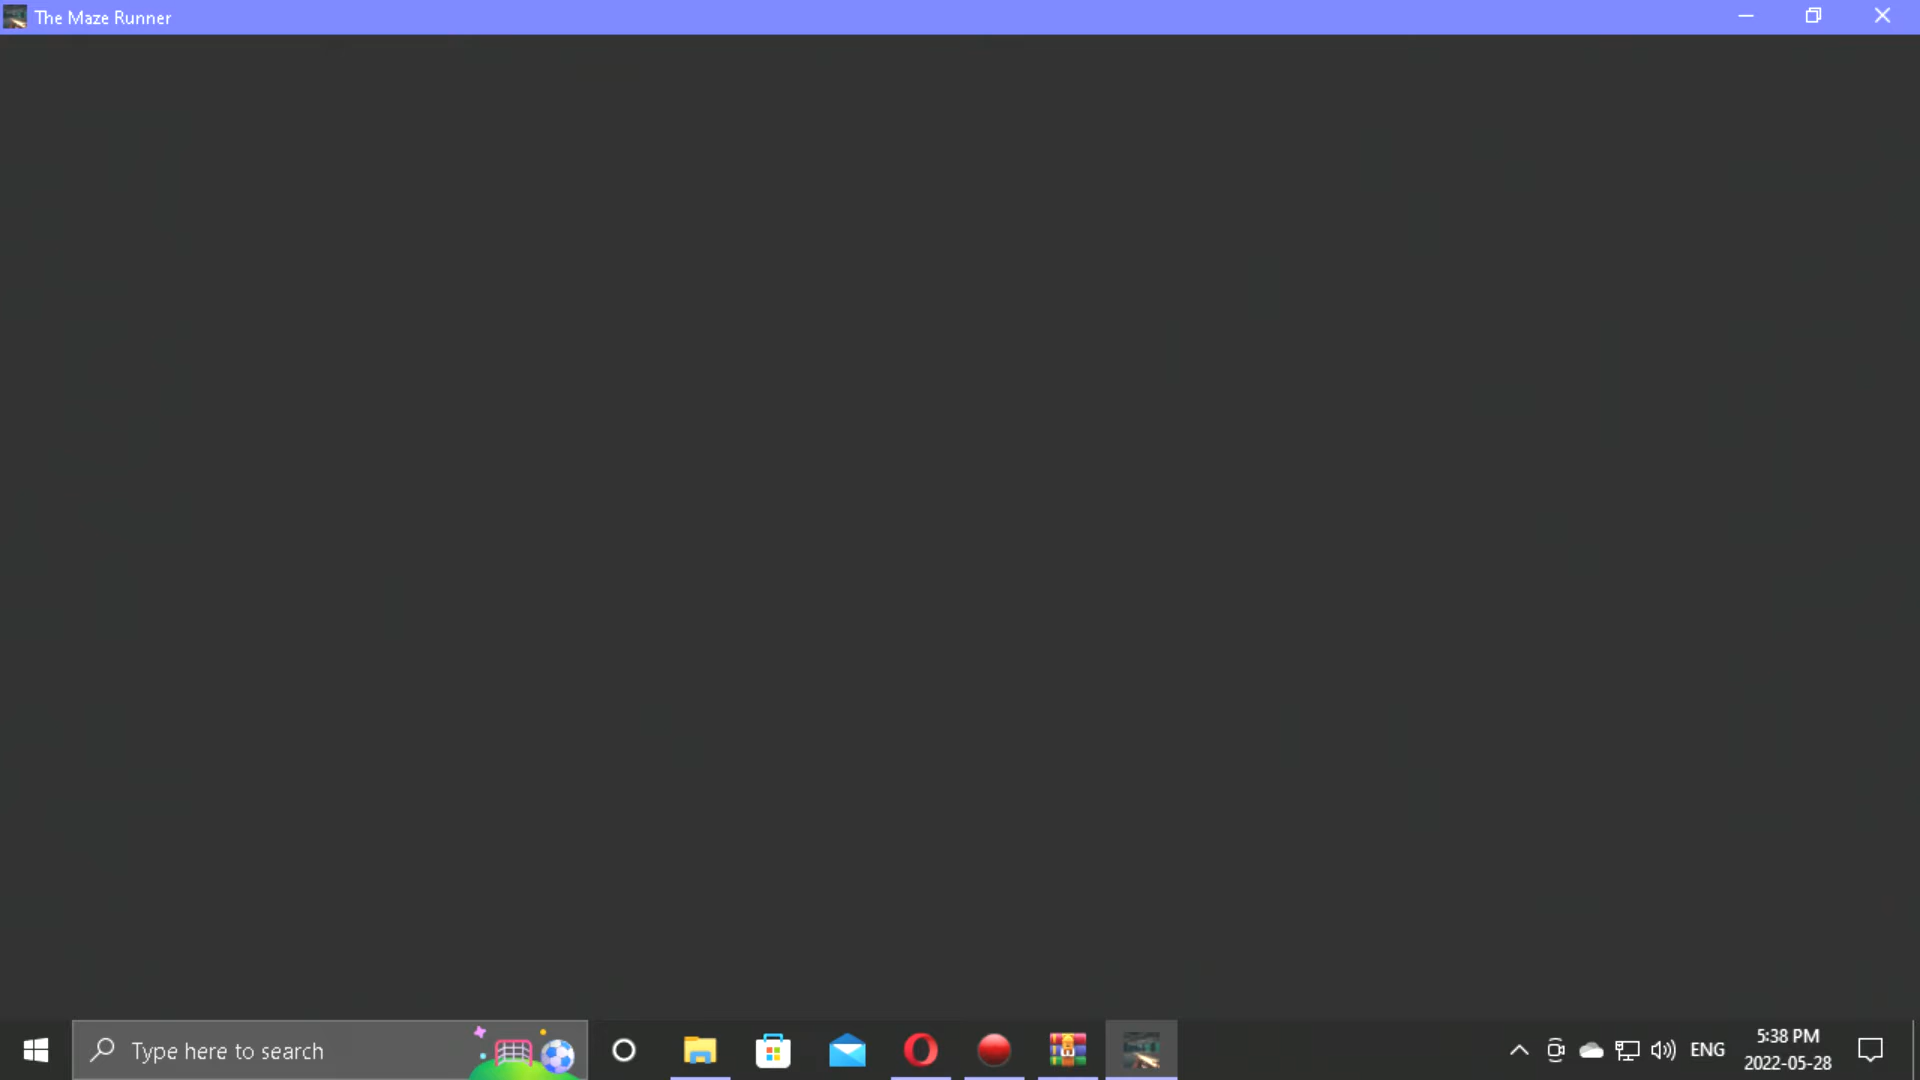 The Maze Runner
Type here to search
ENG
5:38 PM
2022-05-28